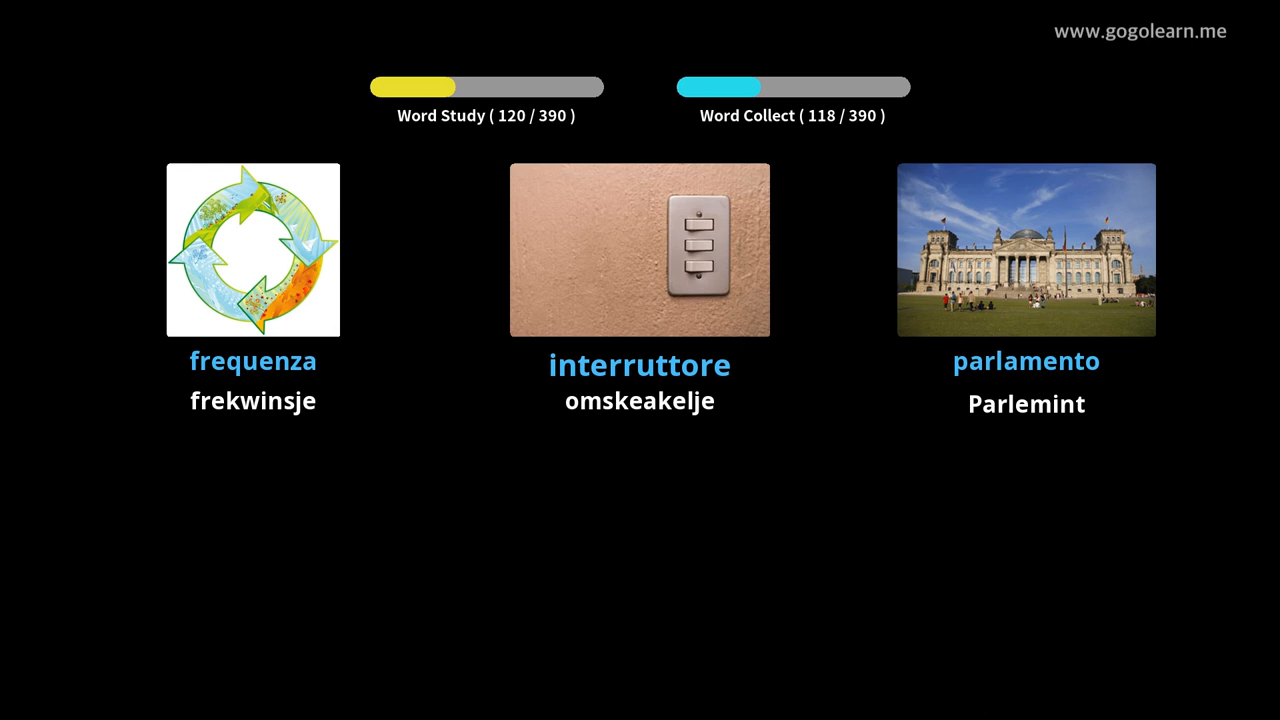 www.gogolearn.me
Word Study ( 120 / 390 )
Word Collect ( 118 / 390 )
frequenza
frekwinsje
interruttore
omskeakelje
parlamento
Parlemint